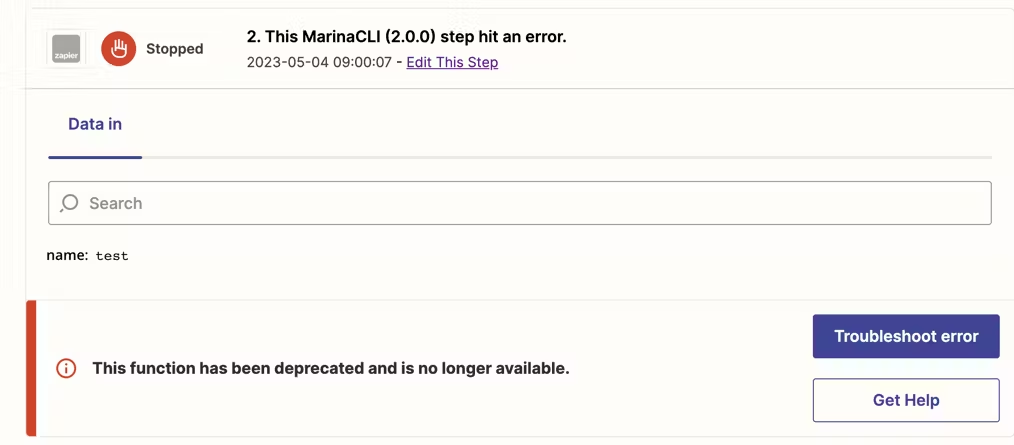 zapier
Stopped
2. This MarinaCLI (2.0.0) step hit an error.
2023-05-04 09:00:07 - Edit This Step
Data in
Search
name: test
This function has been deprecated and is no longer available.
Troubleshoot error
Get Help